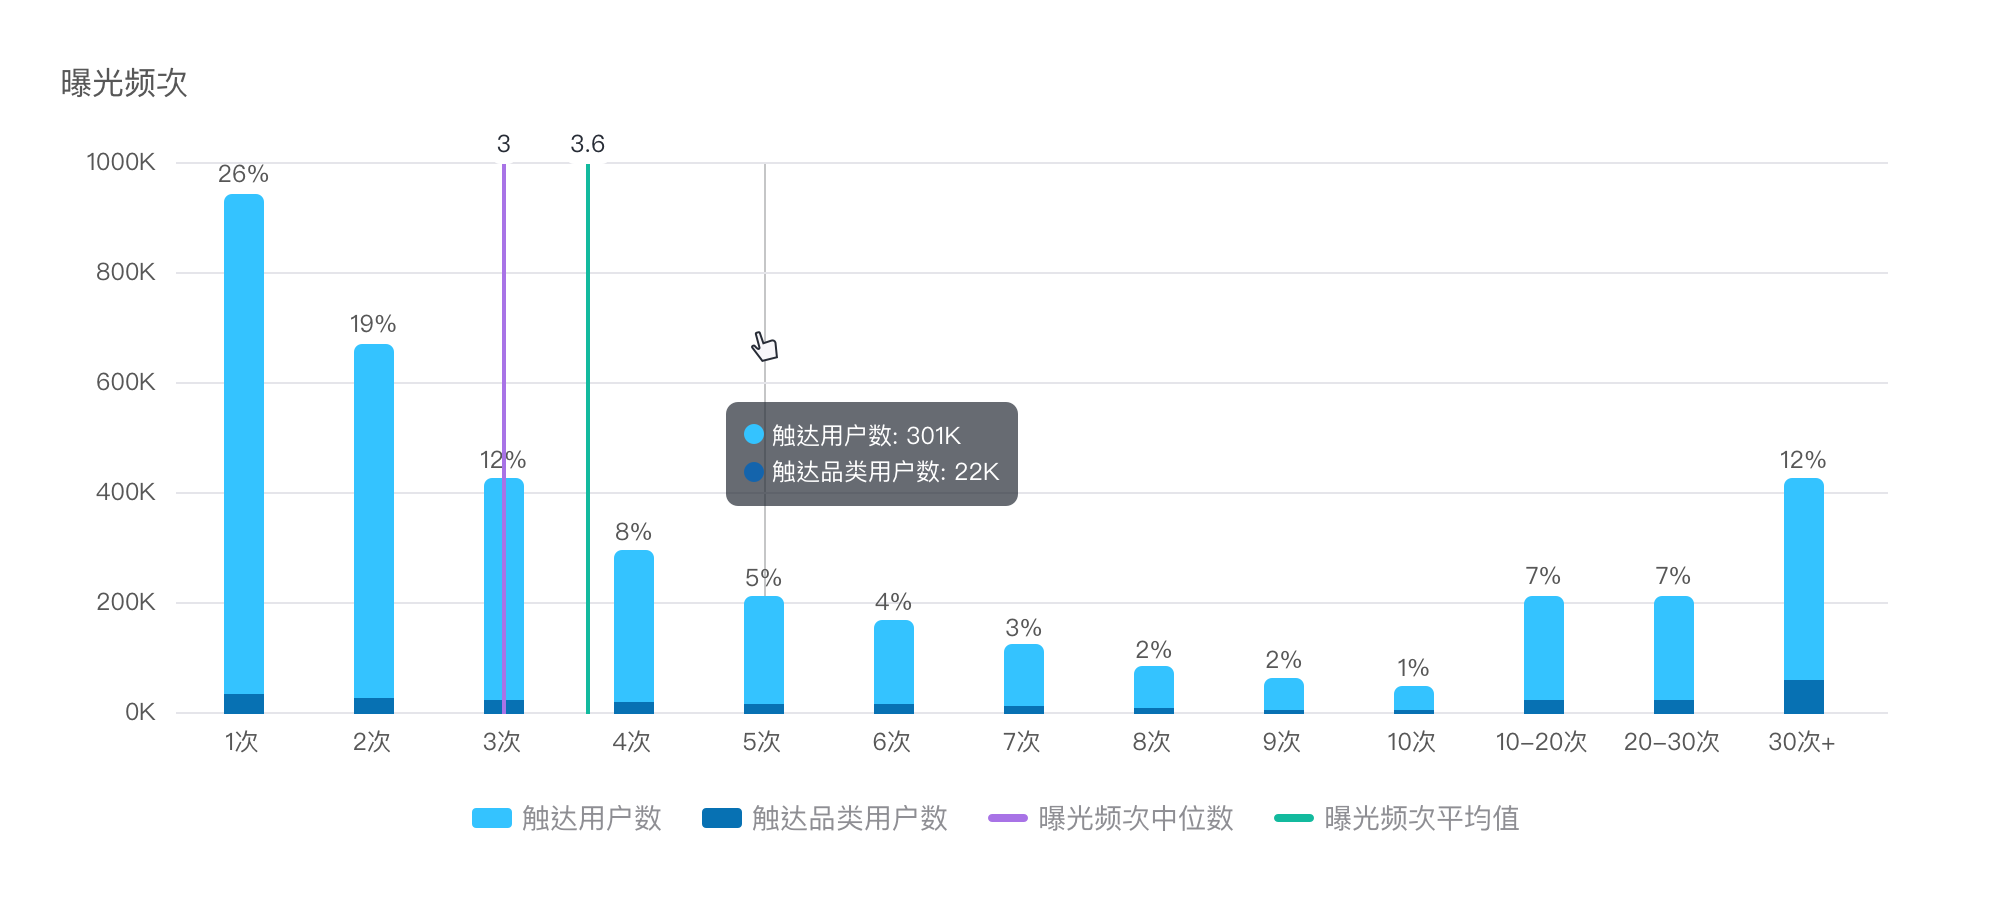 曝光频次
3 3.6
1000K
26%
800K
19%
600K
触达用户数: 301K
触达品类用户数: 22K
12% 12%
400K
8%
5% 7% 7%
200K
4%
3%
2%
2%
1%
0K
1次 2次 3次 4次 5次 6次 7次 8次 9次 10次 10–20次 20–30次 30次+
触达用户数 触达品类用户数 曝光频次中位数 曝光频次平均值